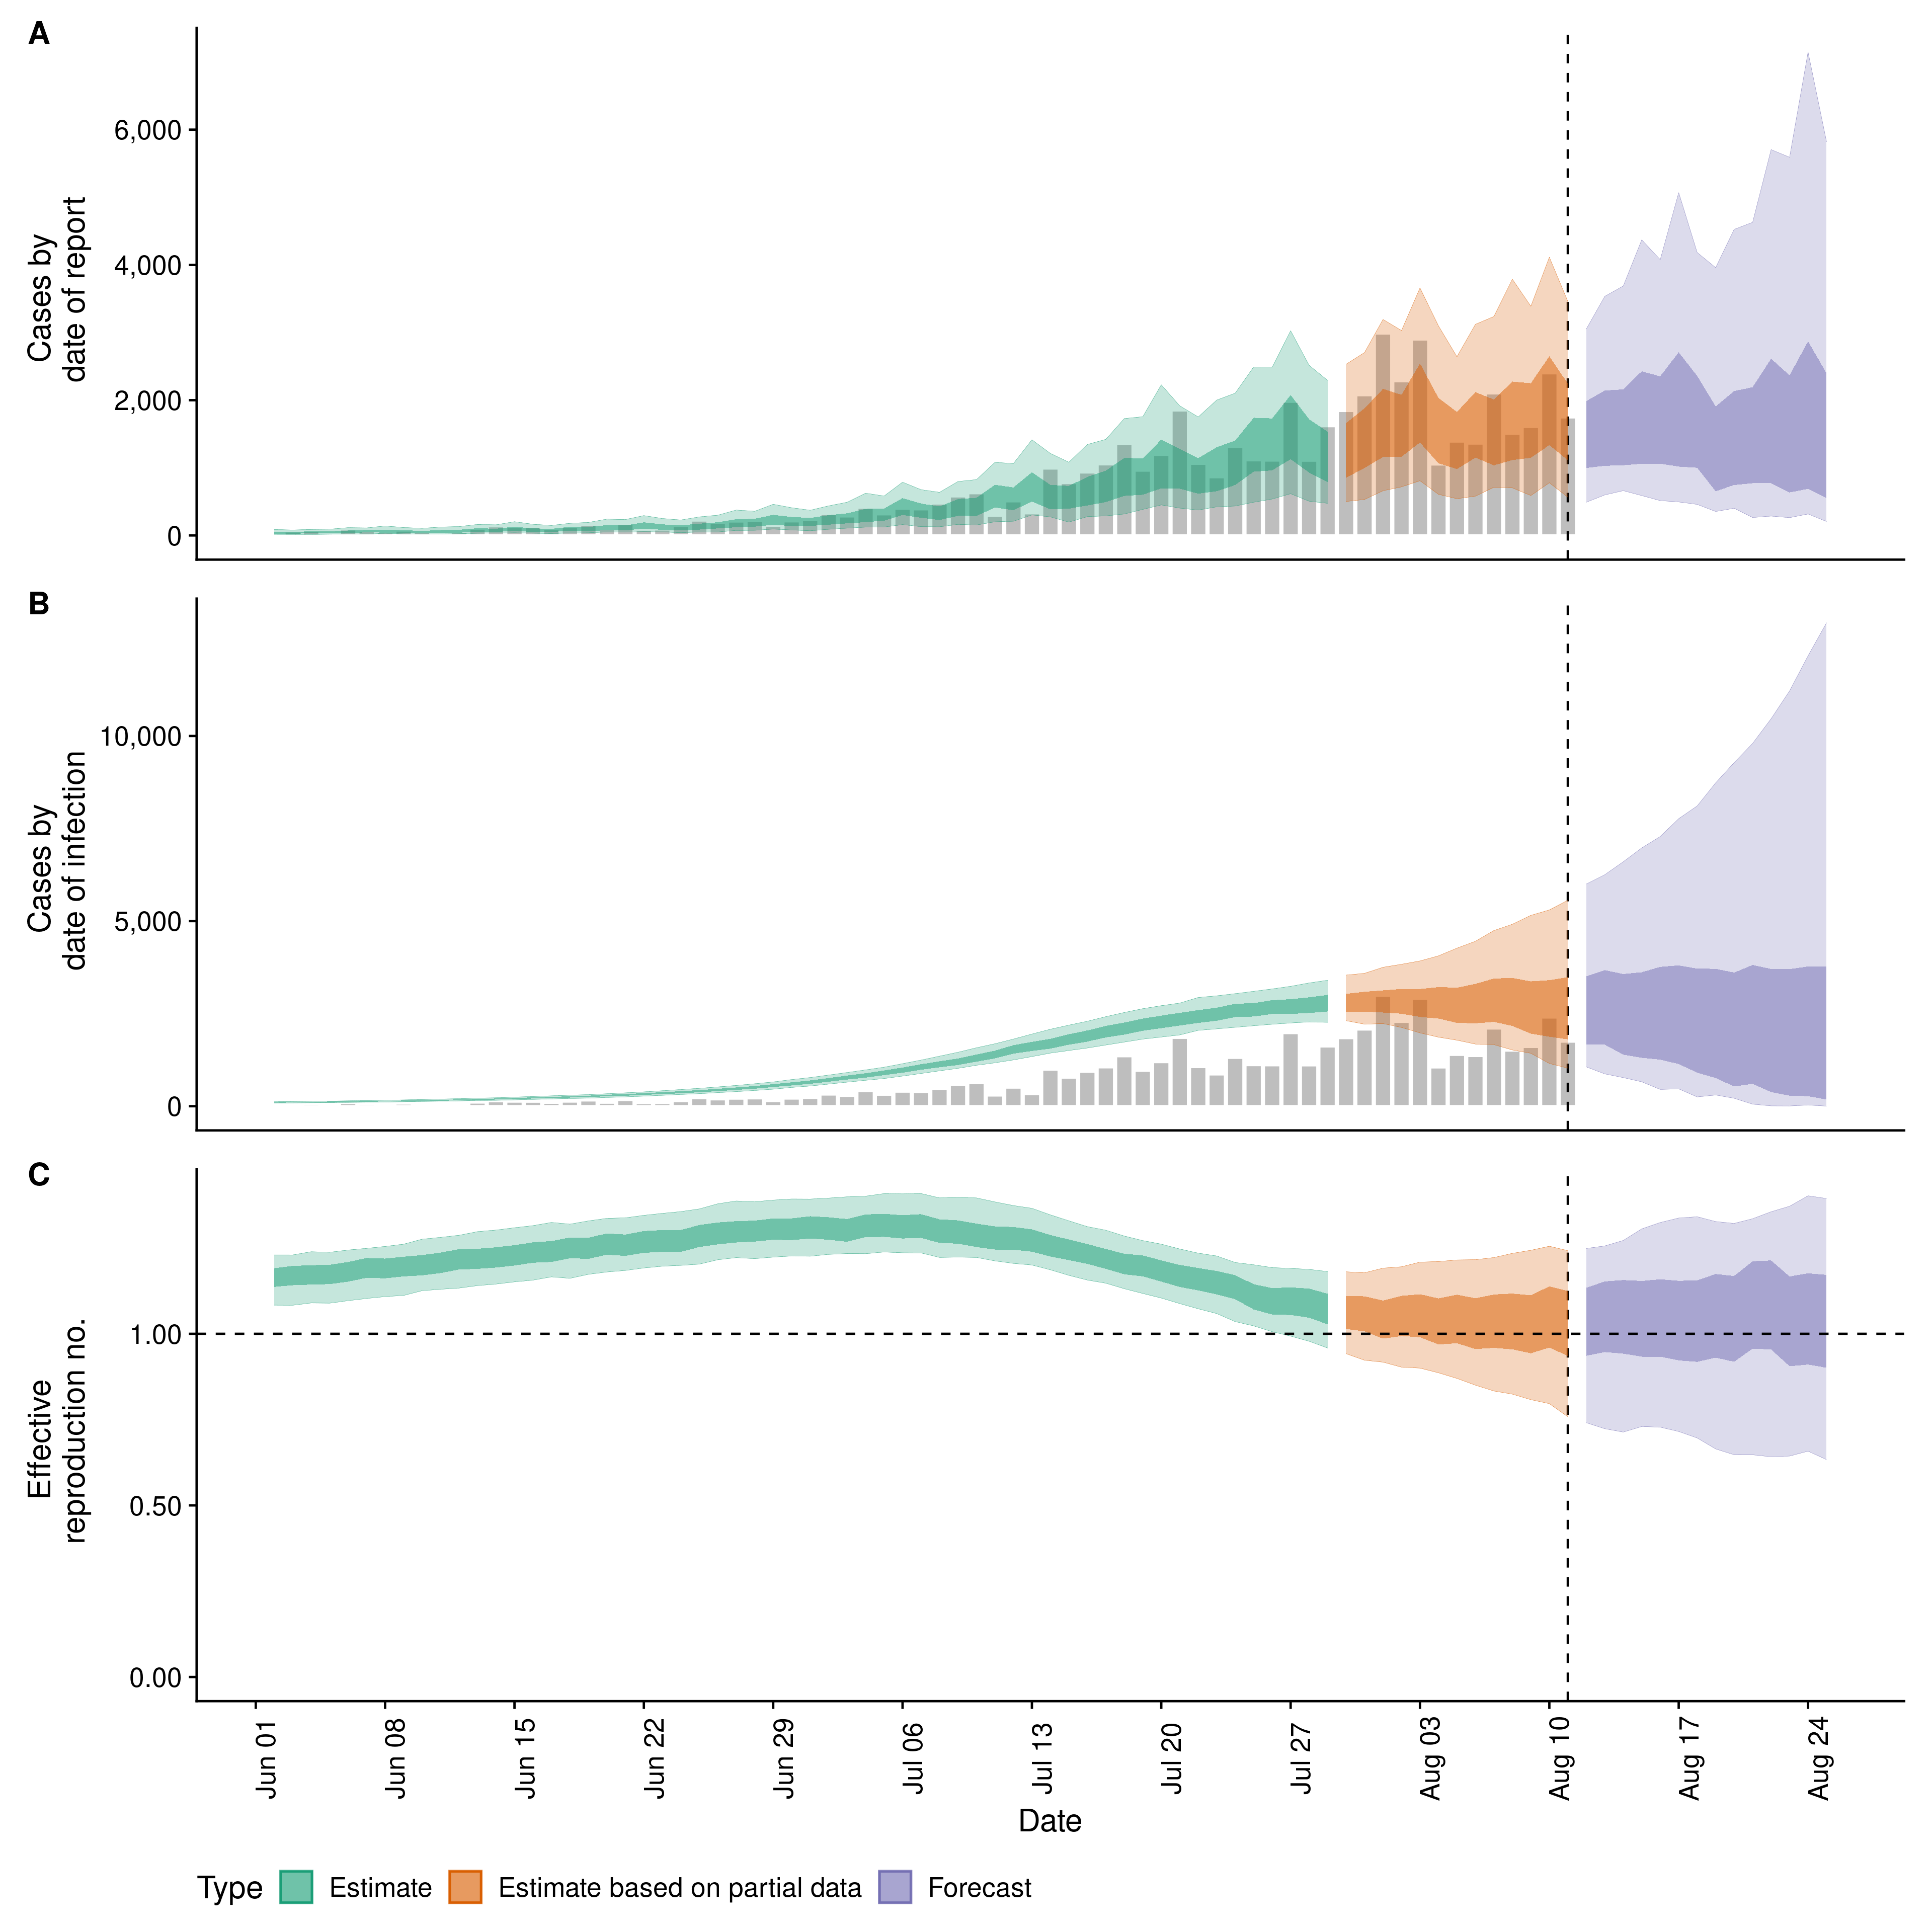 A
Cases by
date of report
6,000
4,000
2,000
0
B
Cases by
date of infection
10,000
5,000
0
C
Effective
reproduction no.
1.00
0.50
0.00
Jun 01
Jun 08
Jun 15
Jun 22
Jun 29
Jul 06
Jul 13
Jul 20
Jul 27
Aug 03
Aug 10
Aug 17
Aug 24
Date
Type Estimate Estimate based on partial data Forecast